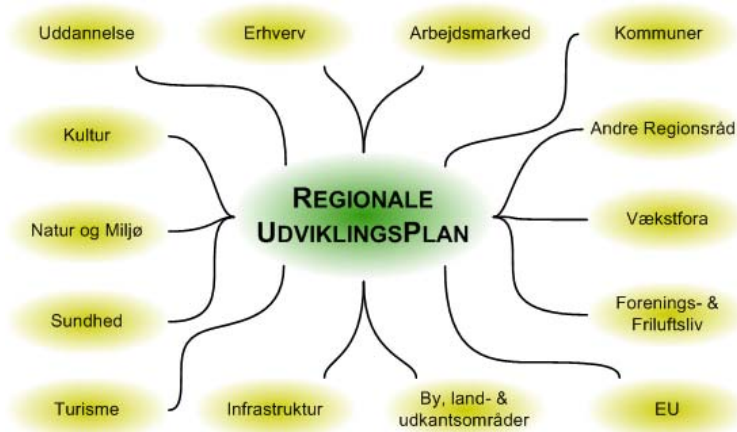 Uddannelse
Erhverv
Arbejdsmarked
Kommuner
Kultur
Andre Regionsråd
REGIONALE
UDVIKLINGSPLAN
Natur og Miljø
Vækstfora
Sundhed
Forenings- &
Friluftsliv
Turisme
Infrastruktur
By, land- &
udkantsområder
EU